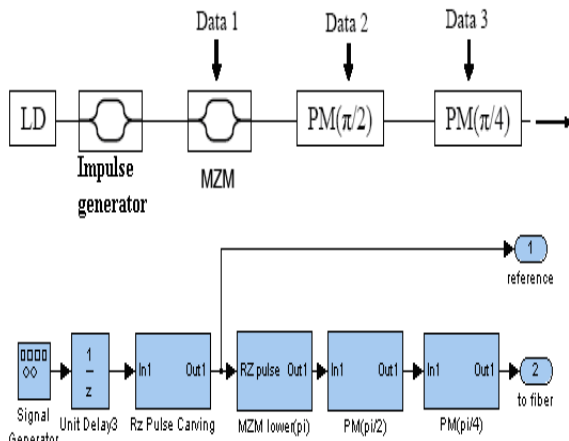 Data 1 Data 2 Data 3
LD PM(π/2) PM(π/4)
Impulse
generator
MZM
1
reference
1
z
In1 Out1
RZ pulse Out1
In1 Out1
In1 Out1
2
Signal
Generator
Unit Delay3
Rz Pulse Carving
MZM lower(pi)
PM(pi/2)
PM(pi/4)
to fiber